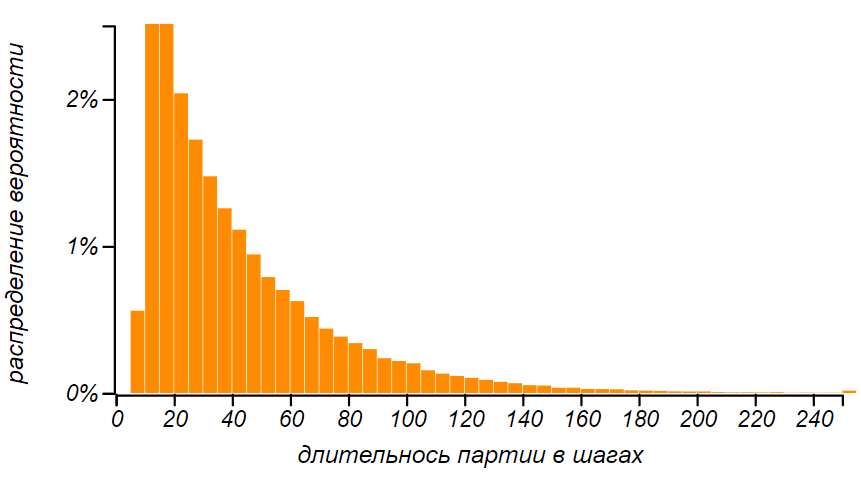 распределение вероятности
2%
1%
0%
0 20 40 60 80 100 120 140 160 180 200 220 240
длительнось партии в шагах